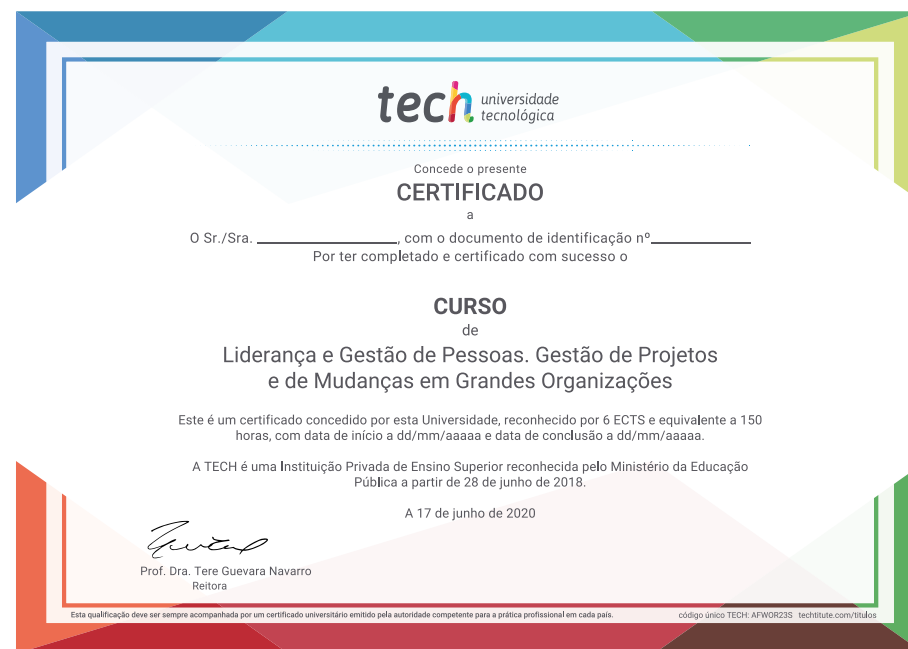 tech universidade
tecnológica
Concede o presente
CERTIFICADO
a
O Sr./Sra. ____________________, com o documento de identificação nº______________
Por ter completado e certificado com sucesso o
CURSO
de
Liderança e Gestão de Pessoas. Gestão de Projetos
e de Mudanças em Grandes Organizações
Este é um certificado concedido por esta Universidade, reconhecido por 6 ECTS e equivalente a 150
horas, com data de início a dd/mm/aaaaa e data de conclusão a dd/mm/aaaaa.
A TECH é uma Instituição Privada de Ensino Superior reconhecida pelo Ministério da Educação
Pública a partir de 28 de junho de 2018.
A 17 de junho de 2020
Prof. Dra. Tere Guevara Navarro
Reitora
Esta qualificação deve ser sempre acompanhada por um certificado universitário emitido pela autoridade competente para a prática profissional em cada país. código único TECH: AFWOR23S techtitute.com/titulos